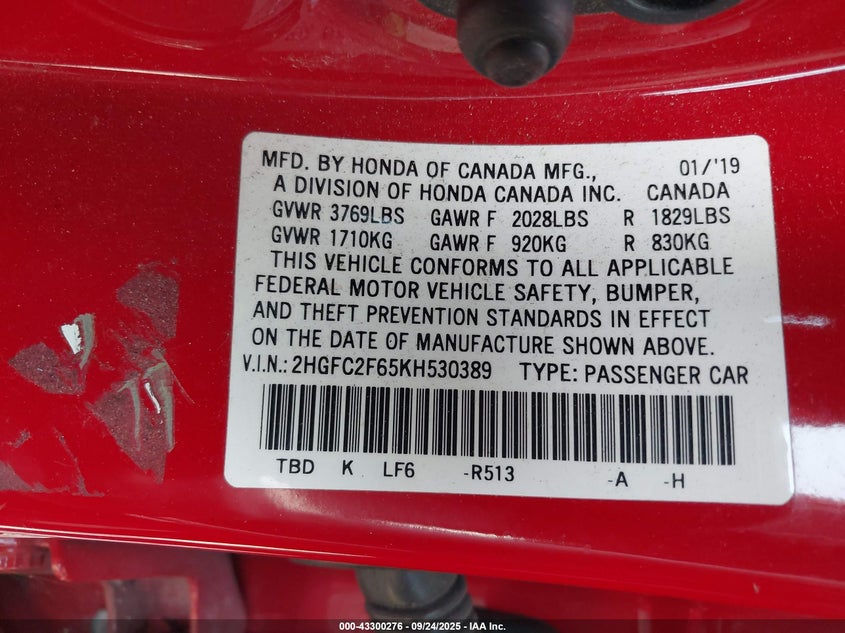 MFD. BY HONDA OF CANADA MFG., 01/'19
A DIVISION OF HONDA CANADA INC. CANADA
GVWR 3769LBS GAWR F 2028LBS R 1829LBS
GVWR 1710KG GAWR F 920KG R 830KG
THIS VEHICLE CONFORMS TO ALL APPLICABLE
FEDERAL MOTOR VEHICLE SAFETY, BUMPER,
AND THEFT PREVENTION STANDARDS IN EFFECT
ON THE DATE OF MANUFACTURE SHOWN ABOVE.
V.I.N.: 2HGFC2F65KH530389 TYPE: PASSENGER CAR
TBD K LF6 -R513 -A -H
000-43300276 - 09/24/2025 - IAA Inc.